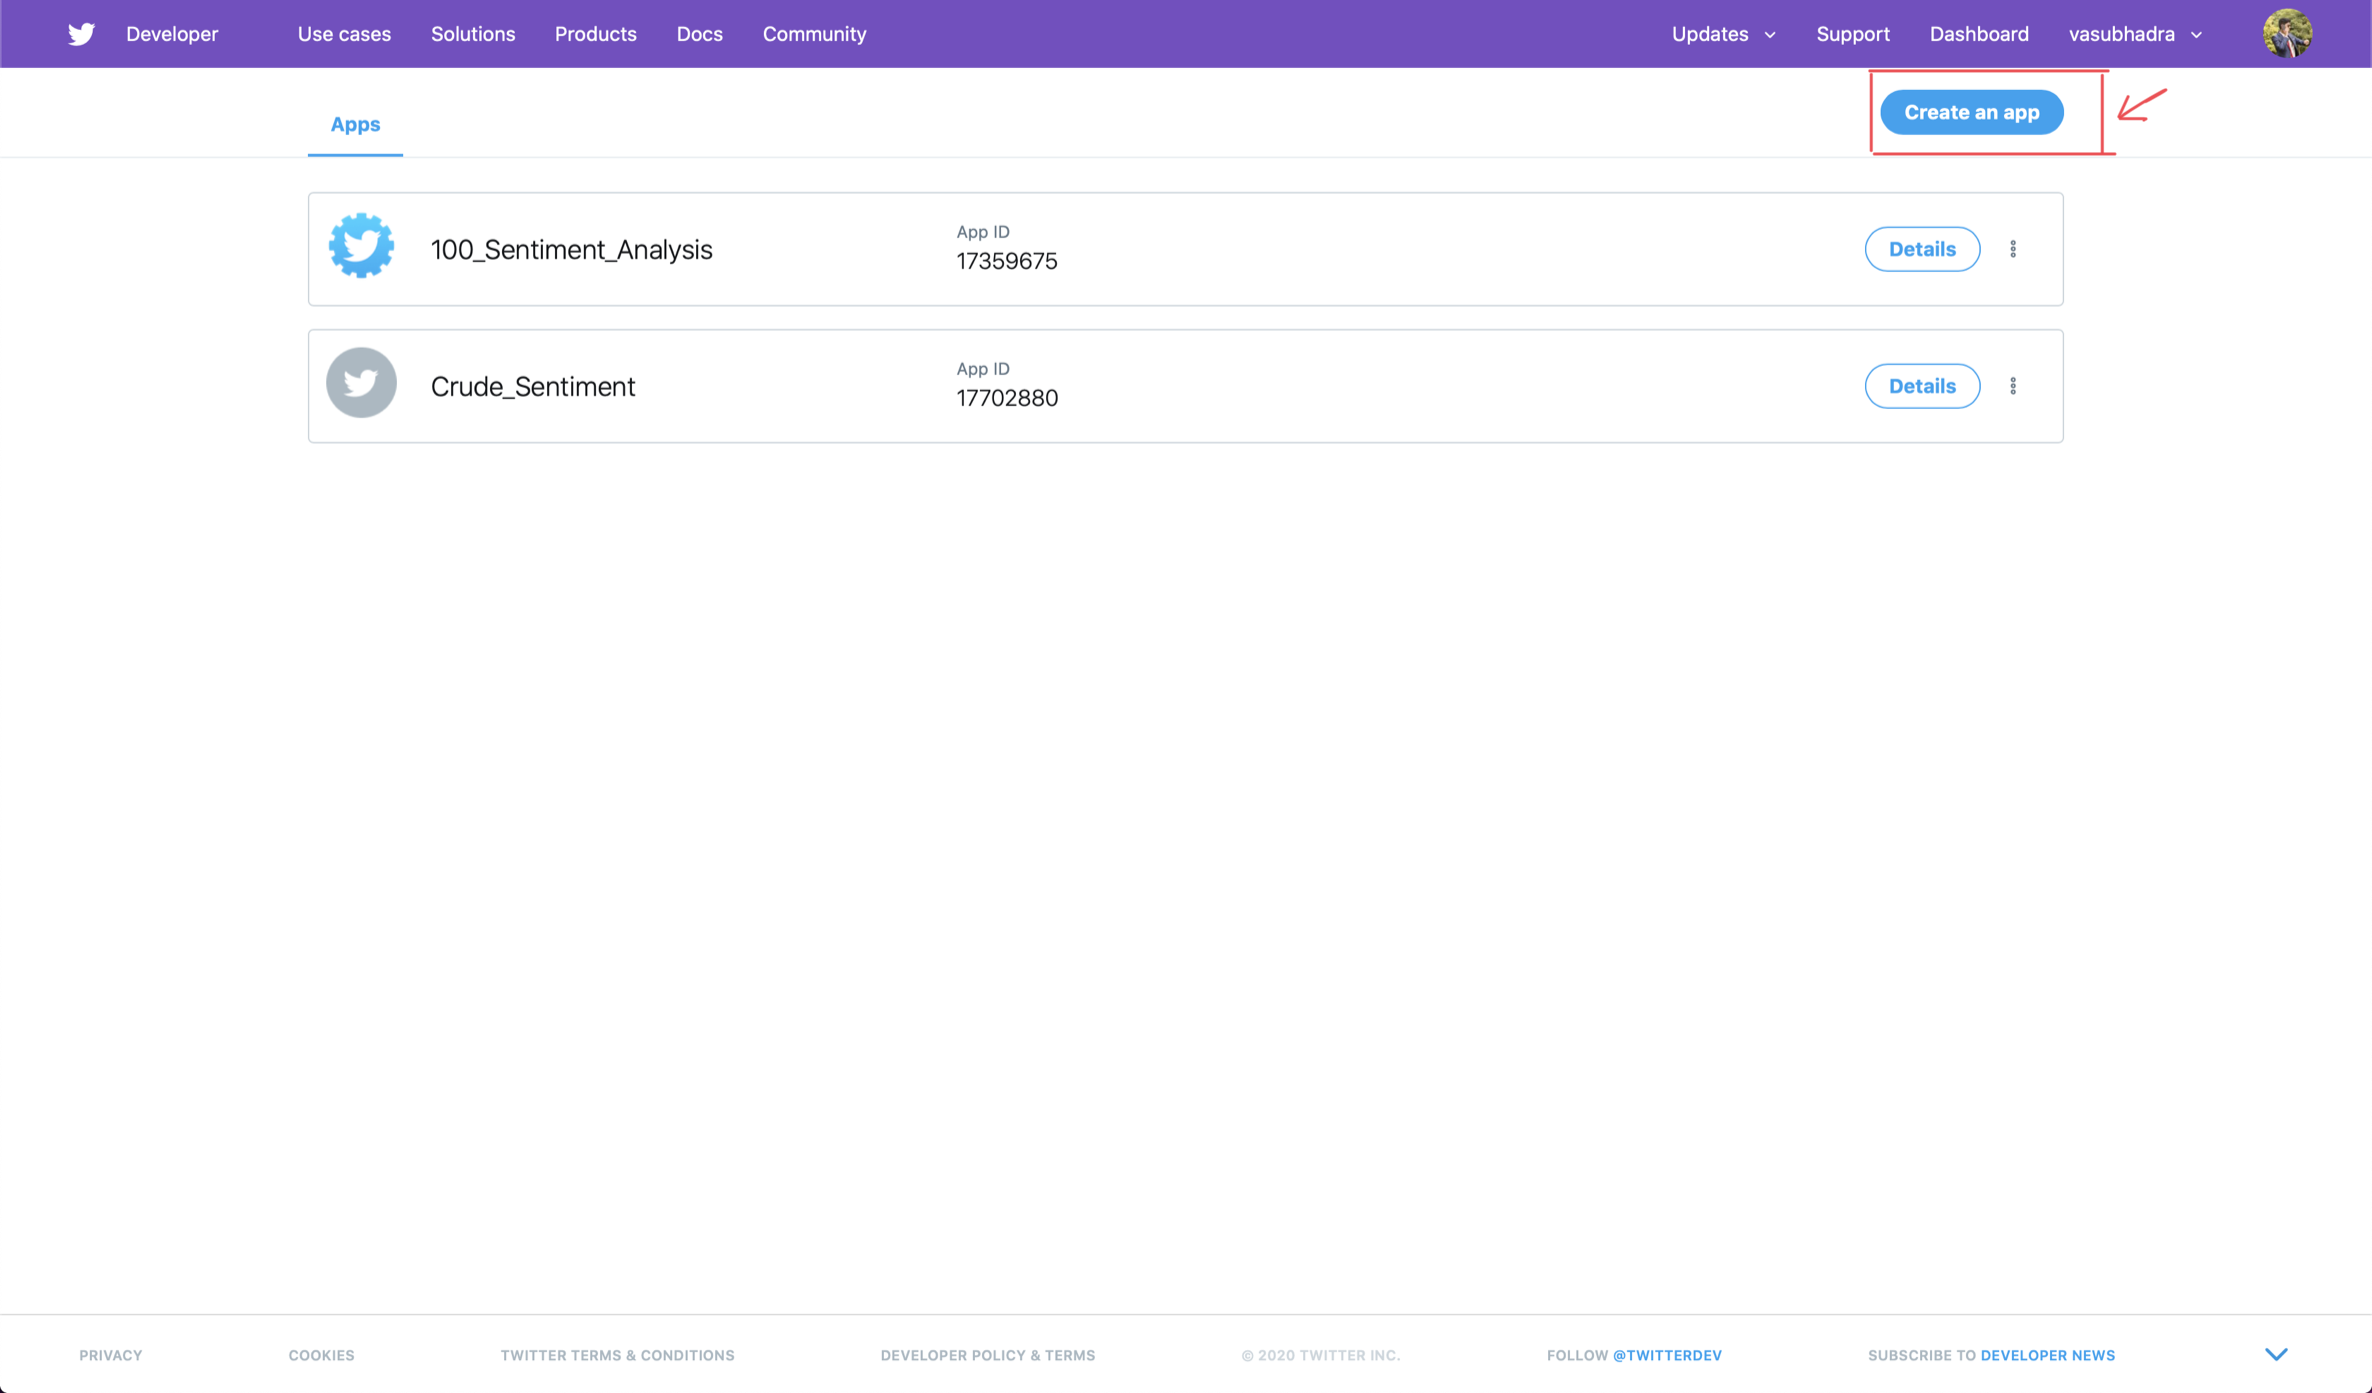 Developer Use cases Solutions Products Docs Community Updates Support Dashboard vasubhadra
Apps Create an app
100_Sentiment_Analysis
App ID
17359675
Details
Crude_Sentiment
App ID
17702880
Details
PRIVACY COOKIES TWITTER TERMS & CONDITIONS DEVELOPER POLICY & TERMS © 2020 TWITTER INC. FOLLOW @TWITTERDEV SUBSCRIBE TO DEVELOPER NEWS